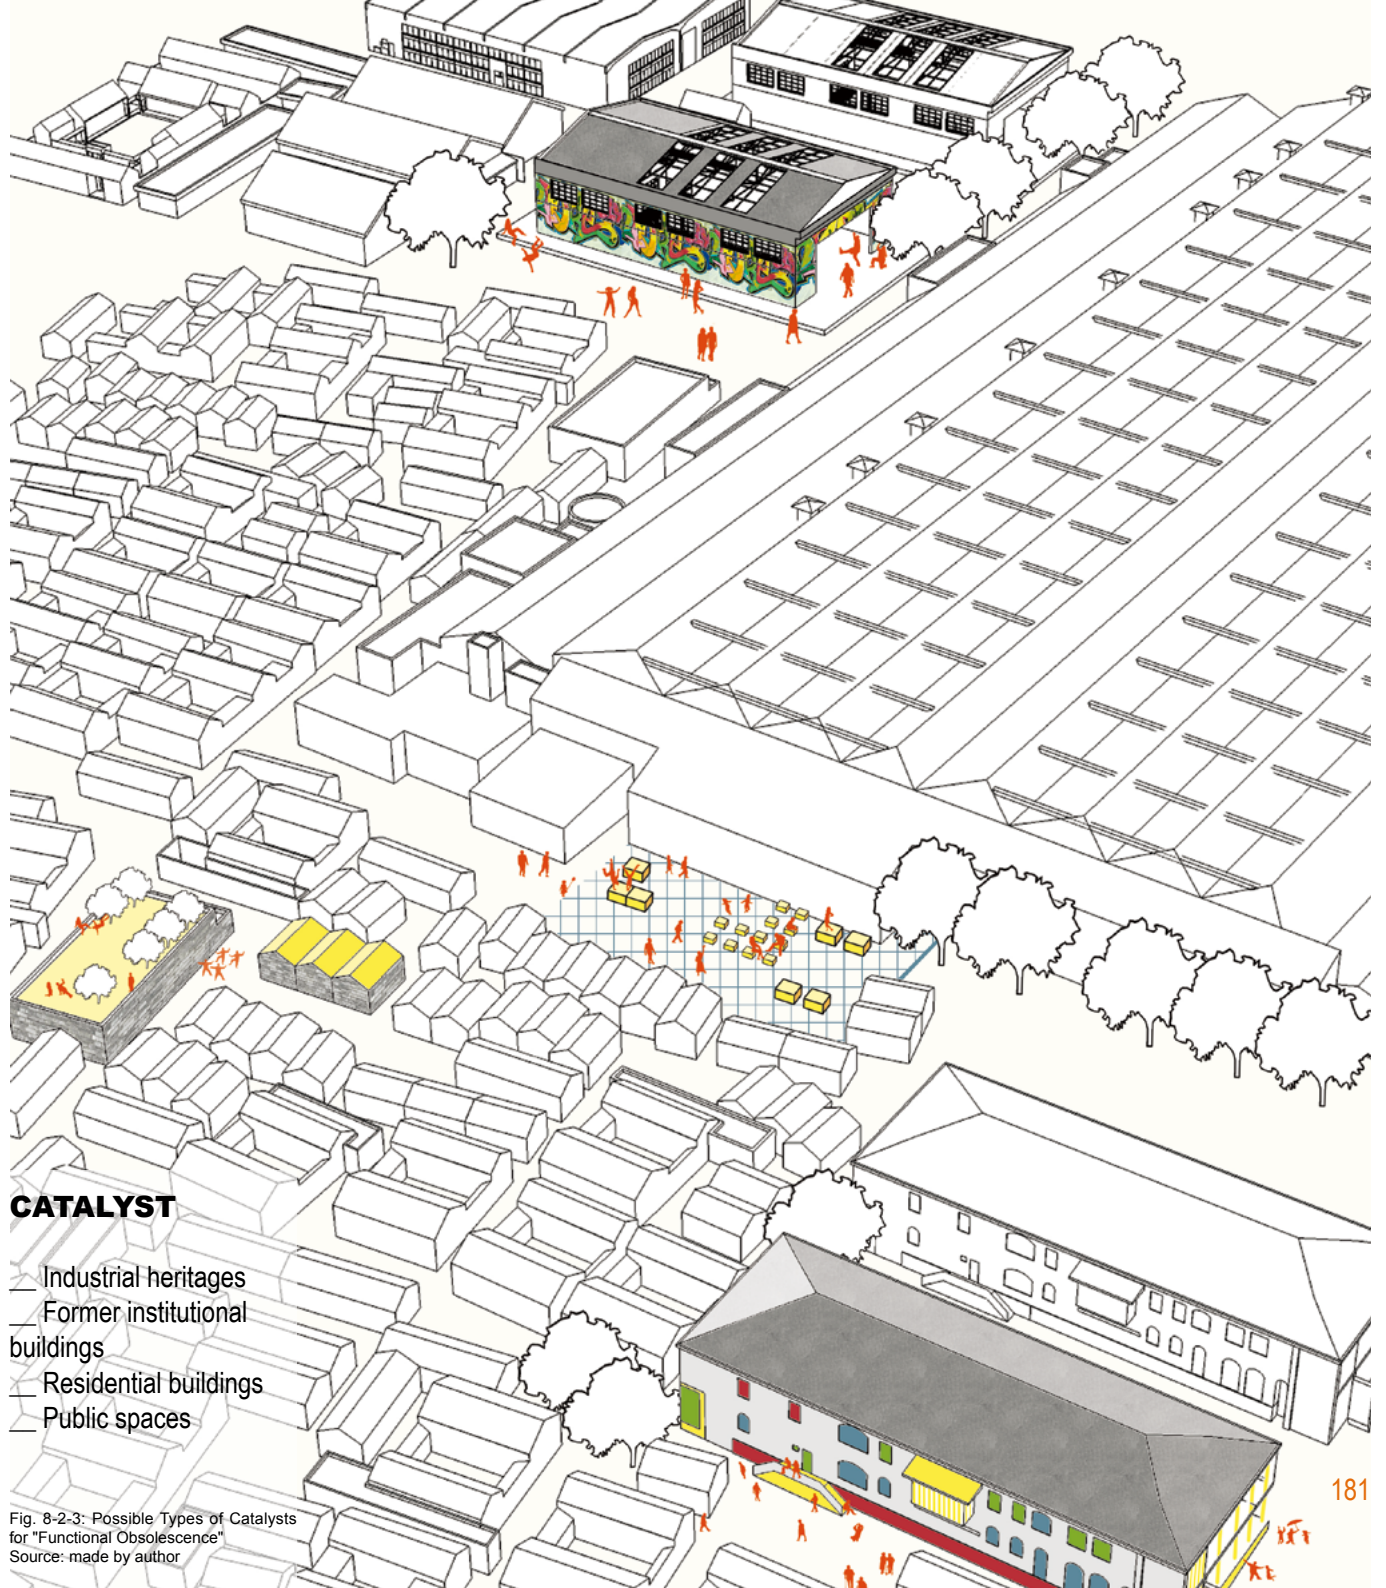 CATALYST
__ Industrial heritages
__ Former institutional
buildings
__ Residential buildings
__ Public spaces
181
Fig. 8-2-3: Possible Types of Catalysts
for "Functional Obsolescence"
Source: made by author